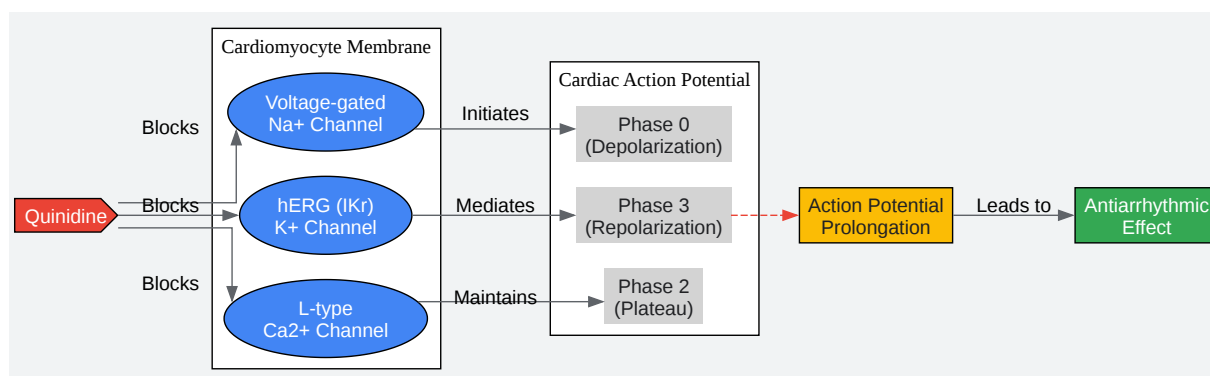 Cardiomyocyte Membrane
Cardiac Action Potential
Voltage-gated
Na+ Channel
Blocks
Initiates
Phase 0
(Depolarization)
Quinidine
Blocks
hERG (IKr)
K+ Channel
Mediates
Phase 3
(Repolarization)
Action Potential
Prolongation
Leads to
Antiarrhythmic
Effect
Blocks
L-type
Ca2+ Channel
Maintains
Phase 2
(Plateau)